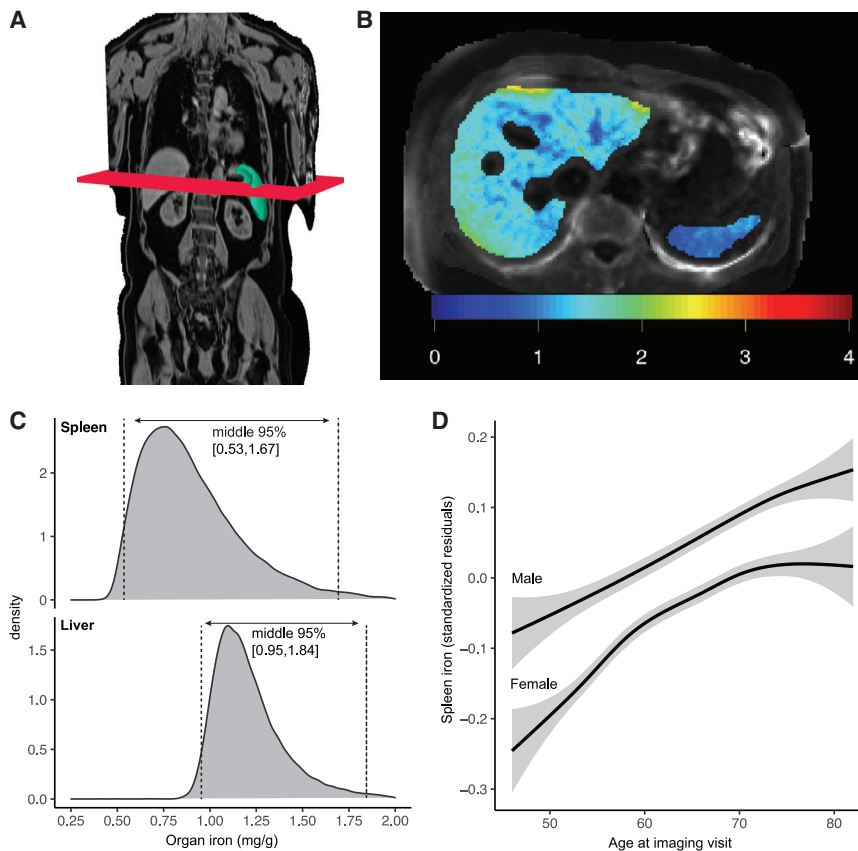 A
B
0 1 2 3 4
C
Spleen
middle 95%
[0.53,1.67]
2
1
0
density
Liver
middle 95%
[0.95,1.84]
1.5
1.0
0.5
0.0
0.25 0.50 0.75 1.00 1.25 1.50 1.75 2.00
Organ iron (mg/g)
D
0.2
0.1
0.0
−0.1
−0.2
−0.3
Spleen iron (standardized residuals)
Male
Female
50 60 70 80
Age at imaging visit